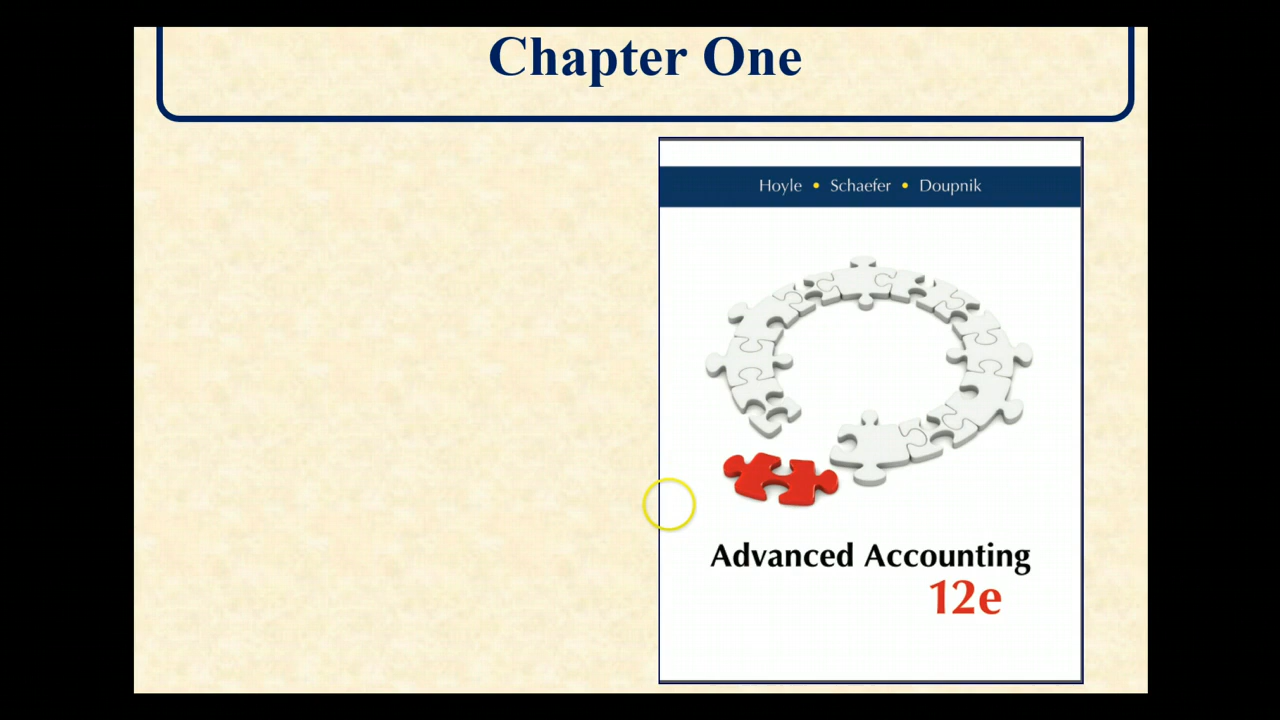 Chapter One
Hoyle • Schaefer • Doupnik
Advanced Accounting
12e